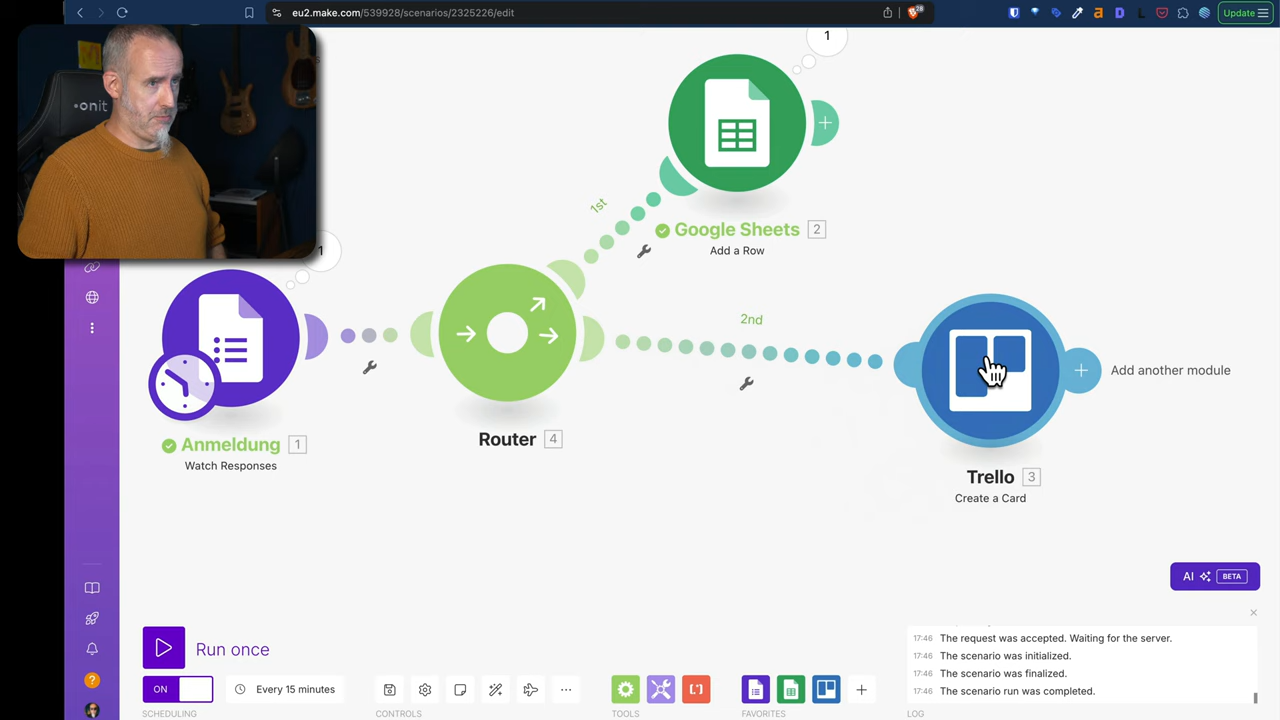 eu2.make.com/539928/scenarios/2325226/edit
28
Update
onit
1
1
1st
Google Sheets 2
Add a Row
2nd
Add another module
Anmeldung 1
Watch Responses
Router 4
Trello 3
Create a Card
AI BETA
17:46 The request was accepted. Waiting for the server.
17:46 The scenario was initialized.
17:46 The scenario was finalized.
17:46 The scenario run was completed.
Run once
ON
Every 15 minutes
SCHEDULING
CONTROLS
TOOLS
FAVORITES
LOG